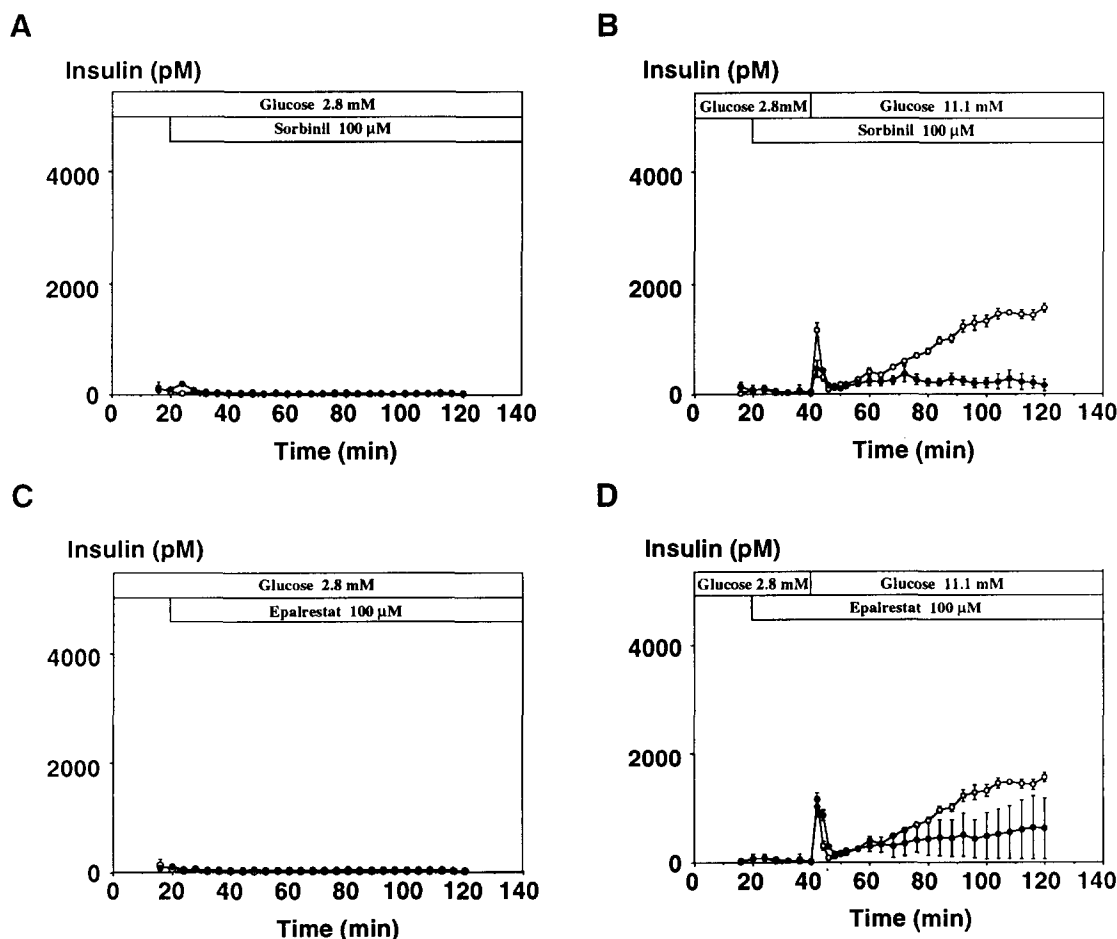 A
Insulin (pM)
Glucose 2.8 mM
Sorbinil 100 µM
4000
2000
0
0 20 40 60 80 100 120 140
Time (min)
B
Insulin (pM)
Glucose 2.8mM Glucose 11.1 mM
Sorbinil 100 µM
4000
2000
0
0 20 40 60 80 100 120 140
Time (min)
C
Insulin (pM)
Glucose 2.8 mM
Epalrestat 100 µM
4000
2000
0
0 20 40 60 80 100 120 140
Time (min)
D
Insulin (pM)
Glucose 2.8 mM Glucose 11.1 mM
Epalrestat 100 µM
4000
2000
0
0 20 40 60 80 100 120 140
Time (min)